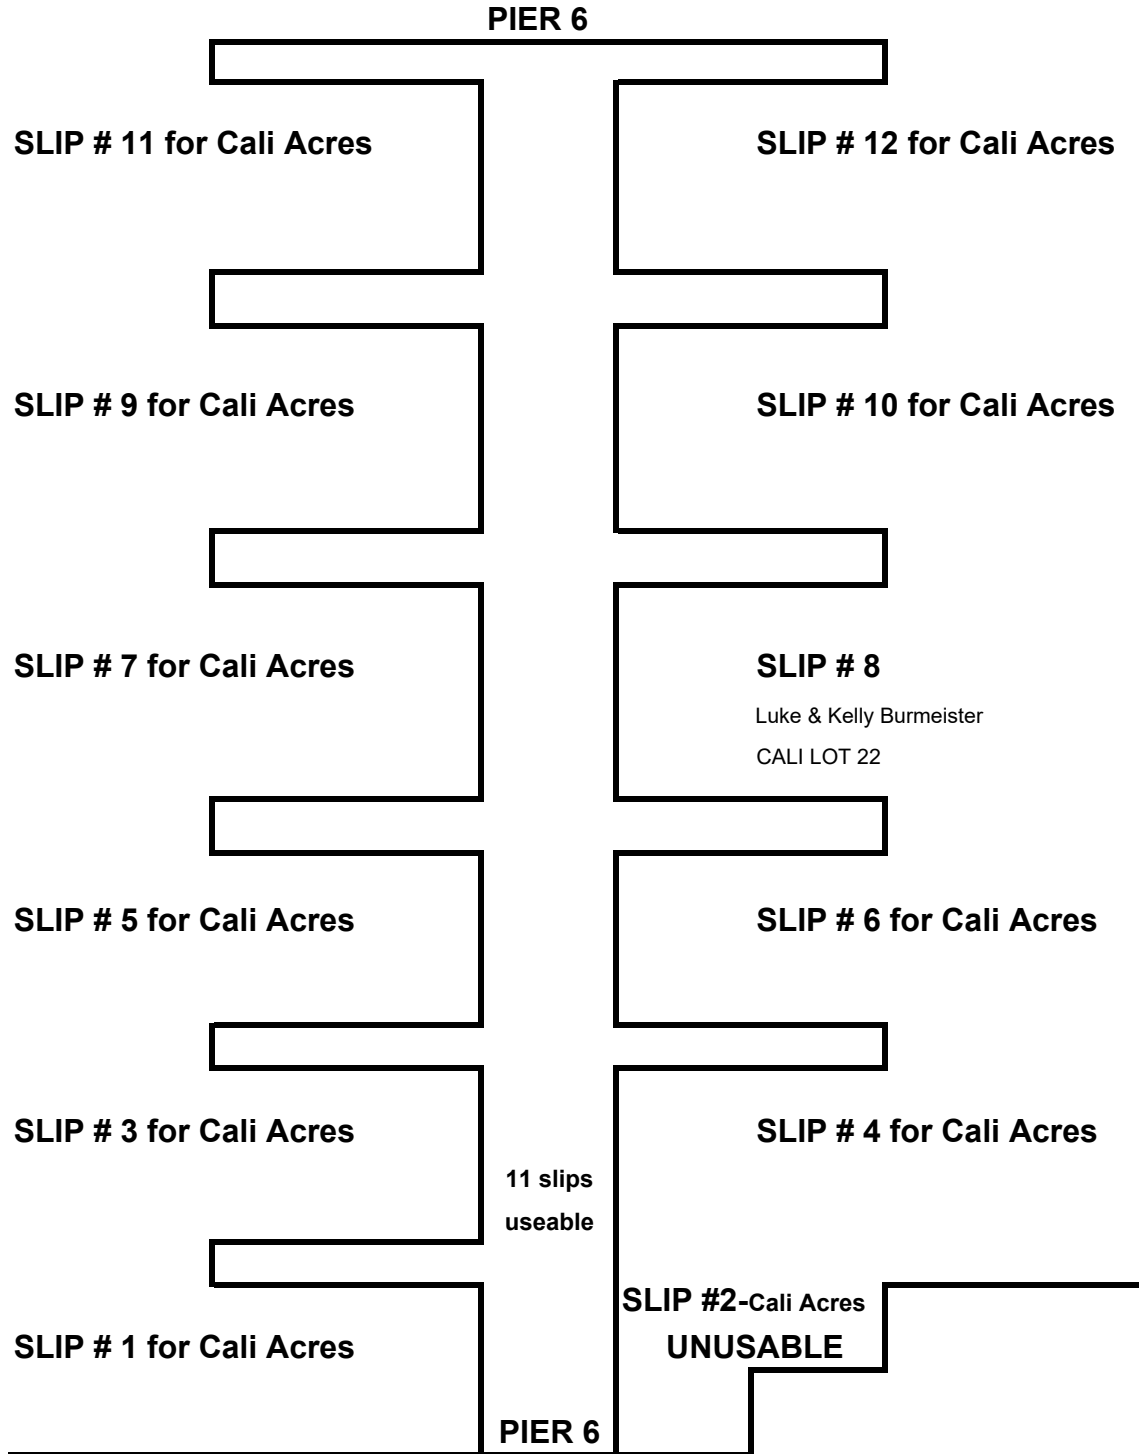 PIER 6
SLIP # 11 for Cali Acres
SLIP # 12 for Cali Acres
SLIP # 9 for Cali Acres
SLIP # 10 for Cali Acres
SLIP # 7 for Cali Acres
SLIP # 8
Luke & Kelly Burmeister
CALI LOT 22
SLIP # 5 for Cali Acres
SLIP # 6 for Cali Acres
SLIP # 3 for Cali Acres
SLIP # 4 for Cali Acres
11 slips
useable
SLIP #2-Cali Acres
UNUSABLE
SLIP # 1 for Cali Acres
PIER 6